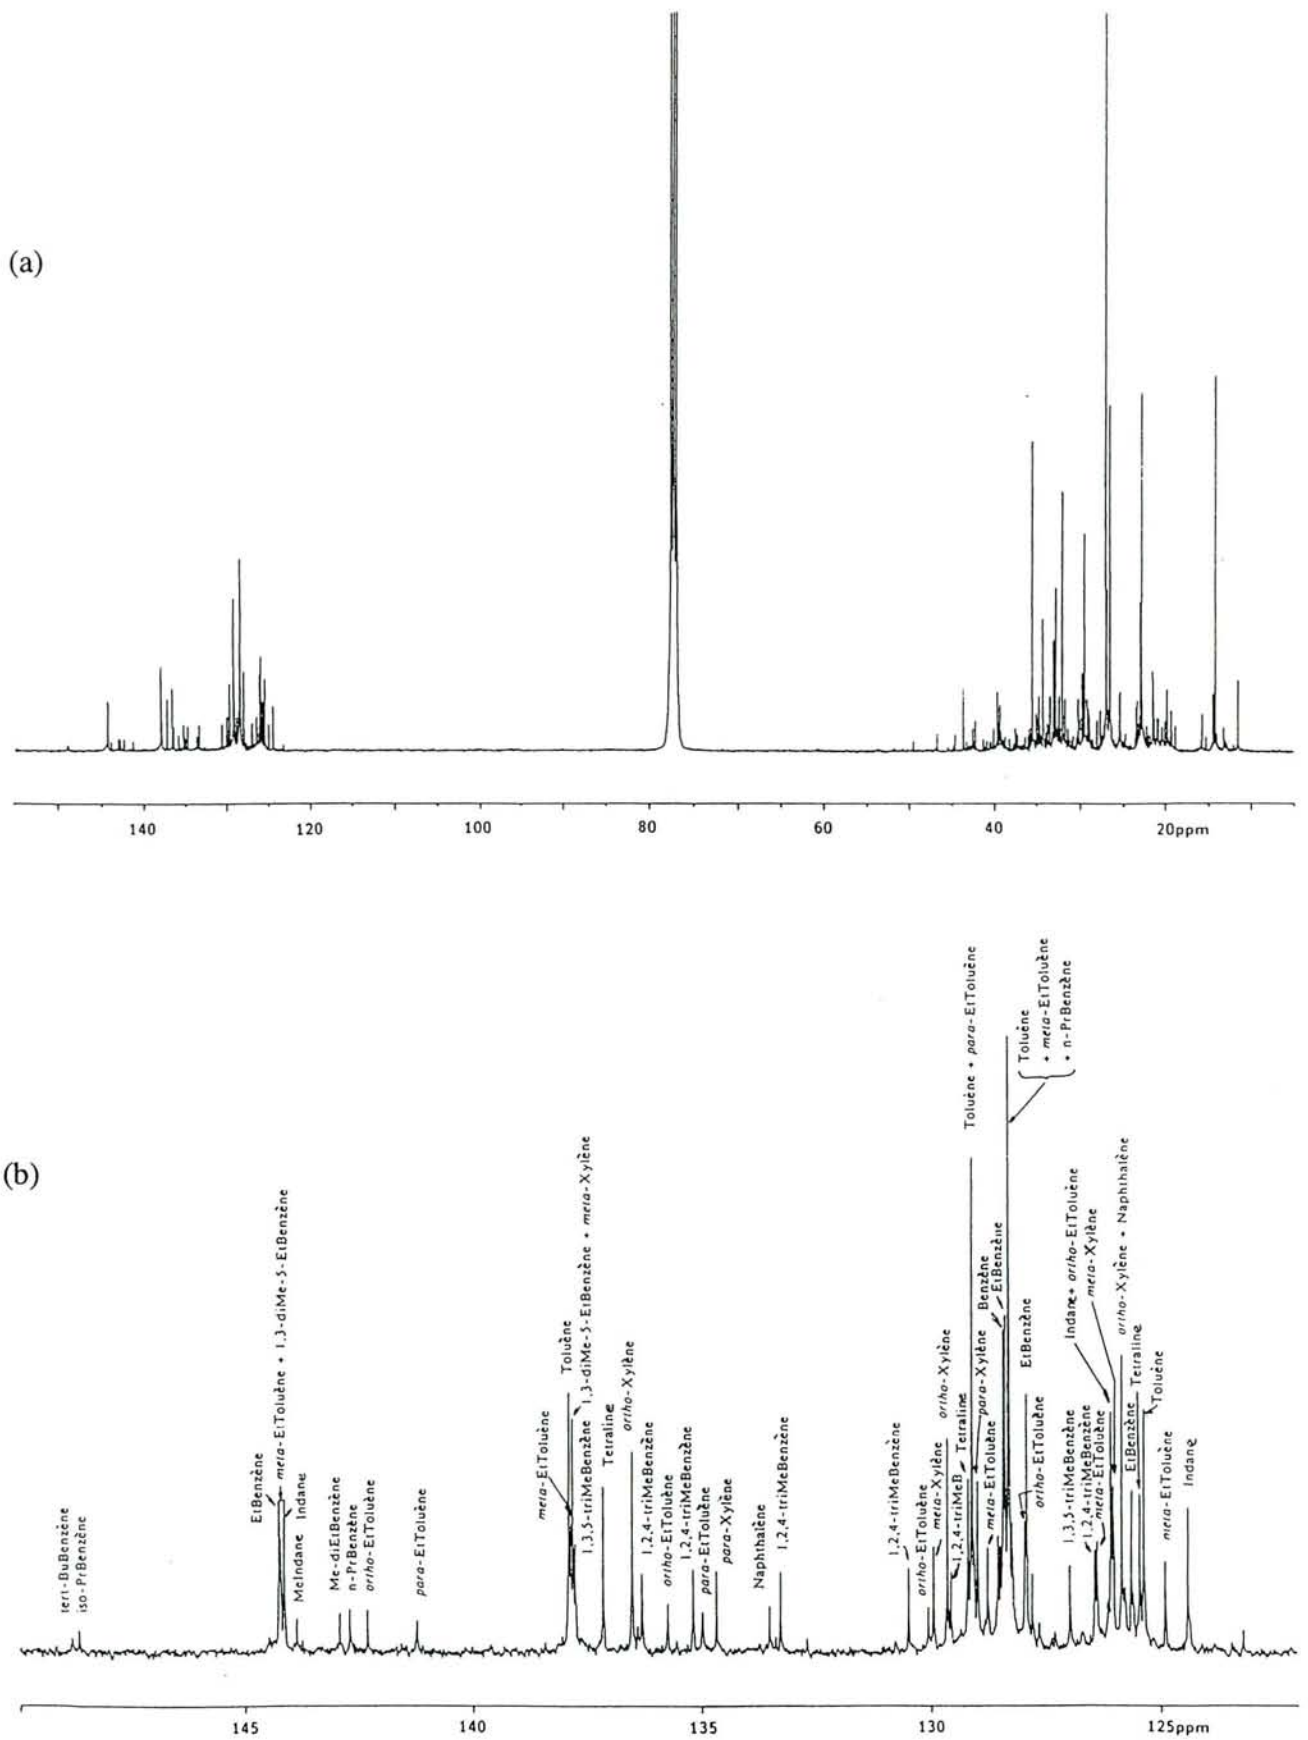 (a)
140 120 100 80 60 40 20ppm
(b)
tert-BuBenzène
iso-PrBenzène
EtBenzène
meta-EtToluène + 1,3-diMe-5-EtBenzène
Indane
MeIndane
Me-diEtBenzène
n-PrBenzène
ortho-EtToluène
para-EtToluène
meta-EtToluène
Toluène
1,3-diMe-5-EtBenzène + meta-Xylène
1,3,5-triMeBenzène
Tetraline
ortho-Xylène
1,2,4-triMeBenzène
ortho-EtToluène
1,2,4-triMeBenzène
para-EtToluène
para-Xylène
Naphthalène
1,2,4-triMeBenzène
1,2,4-triMeBenzène
ortho-EtToluène
meta-Xylène
ortho-Xylène
1,2,4-triMeB
Tetraline
Toluène + para-EtToluène
para-Xylène
meta-EtToluène
Benzène
EtBenzène
Toluène
+ meta-EtToluène
+ n-PrBenzène
EtBenzène
ortho-EtToluène
1,3,5-triMeBenzène
1,2,4-triMeBenzène
meta-EtToluène
Indane + ortho-EtToluène
meta-Xylène
ortho-Xylène + Naphthalène
EtBenzène
Tetraline
Toluène
meta-EtToluène
Indane
145 140 135 130 125ppm